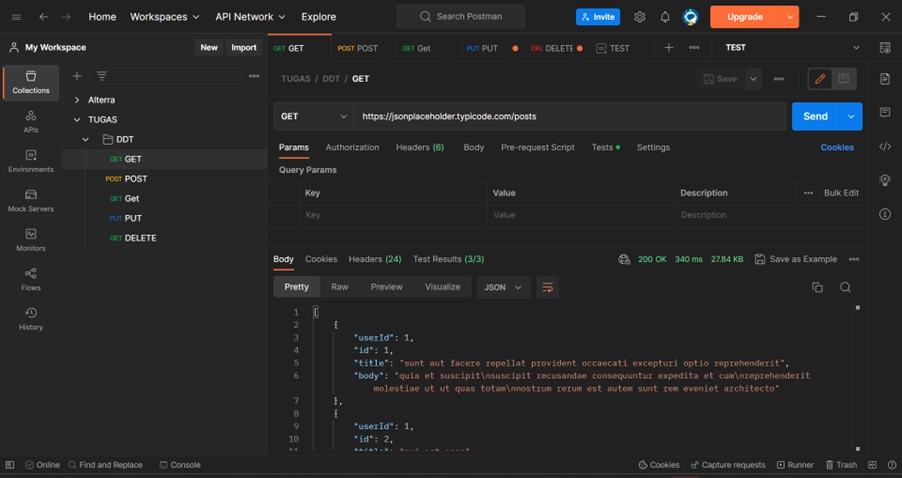 Home Workspaces API Network Explore Search Postman Invite Upgrade
My Workspace New Import
GET GET POST POST GET Get PUT PUT DEL DELETE TEST TEST
Collections
APIs
Environments
Mock Servers
Monitors
Flows
History
Alterra
TUGAS
DDT
GET GET
POST POST
GET Get
PUT PUT
GET DELETE
TUGAS / DDT / GET Save
GET https://jsonplaceholder.typicode.com/posts Send
Params Authorization Headers (6) Body Pre-request Script Tests Settings Cookies
Query Params
Key Value Description Bulk Edit
Key Value Description
Body Cookies Headers (24) Test Results (3/3) 200 OK 340 ms 27.84 KB Save as Example
Pretty Raw Preview Visualize JSON
1 [
2 {
3 "userId": 1,
4 "id": 1,
5 "title": "sunt aut facere repellat provident occaecati excepturi optio reprehenderit",
6 "body": "quia et suscipit\nsuscipit recusandae consequuntur expedita et cum\nreprehenderit
molestiae ut ut quas totam\nnostrum rerum est autem sunt rem eveniet architecto"
7 },
8 {
9 "userId": 1,
10 "id": 2,
Online Find and Replace Console Cookies Capture requests Runner Trash